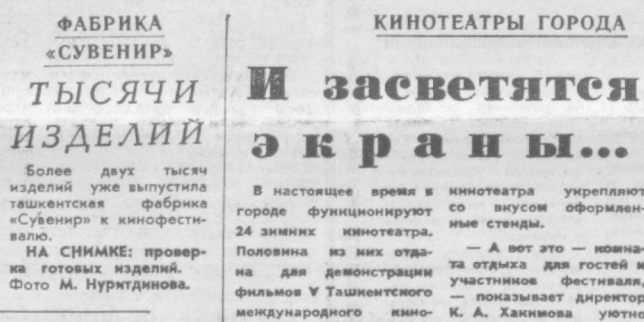 ФАБРИКА
«СУВЕНИР»
ТЫСЯЧИ
ИЗДЕЛИЙ
Более двух тысяч
изделий уже выпустила
ташкентская фабрика
«Сувенир» к кинофести-
валю.
НА СНИМКЕ: провер-
ка готовых изделий.
Фото М. Нуритдинова.
КИНОТЕАТРЫ ГОРОДА
И засветятся
экраны...
В настоящее время в
городе функционируют
24 зимних кинотеатра.
Половина из них отда-
на для демонстрации
фильмов V Ташкентского
международного кино-
кинотеатра укрепляют
со вкусом оформлен-
ные стенды.
— А вот это — комна-
та отдыха для гостей и
участников фестиваля,
— показывает директор
К. А. Хакимова уютно